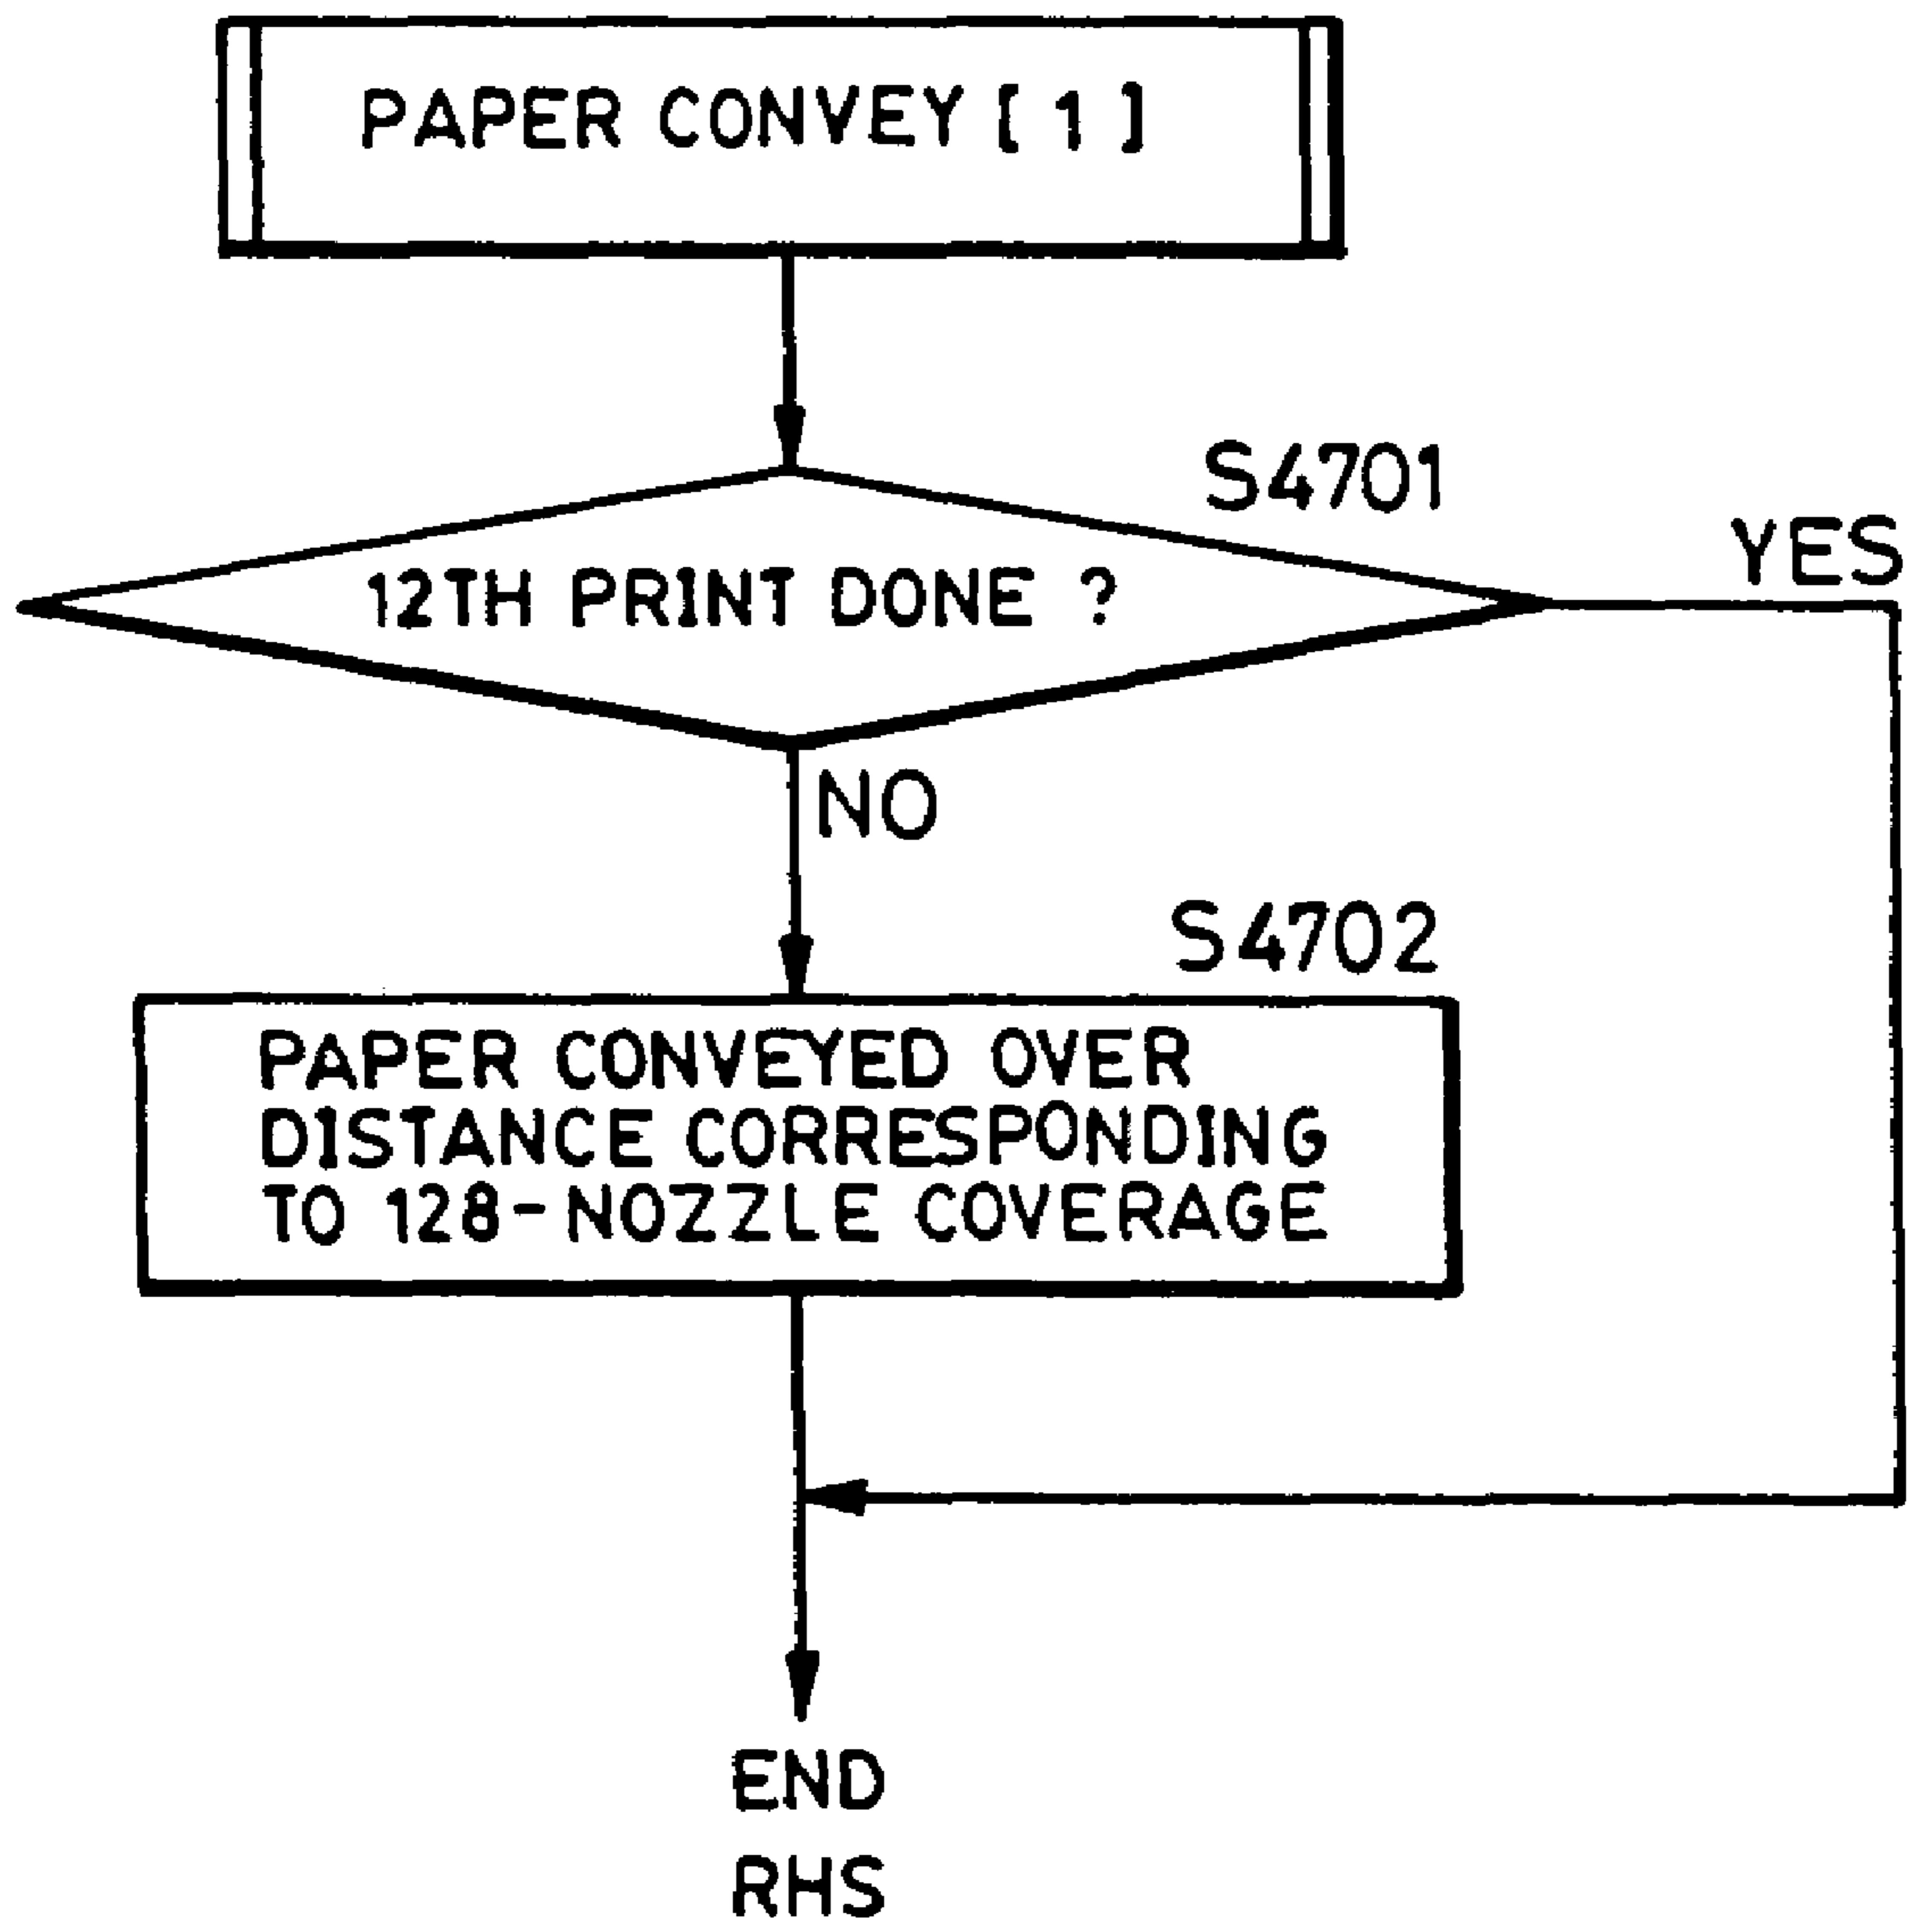 PAPER CONVEY [ 1 ]
S4701
YES
12TH PRINT DONE ?
NO
S4702
PAPER CONVEYED OVER
DISTANCE CORRESPONDING
TO 128-NOZZLE COVERAGE
END
RHS